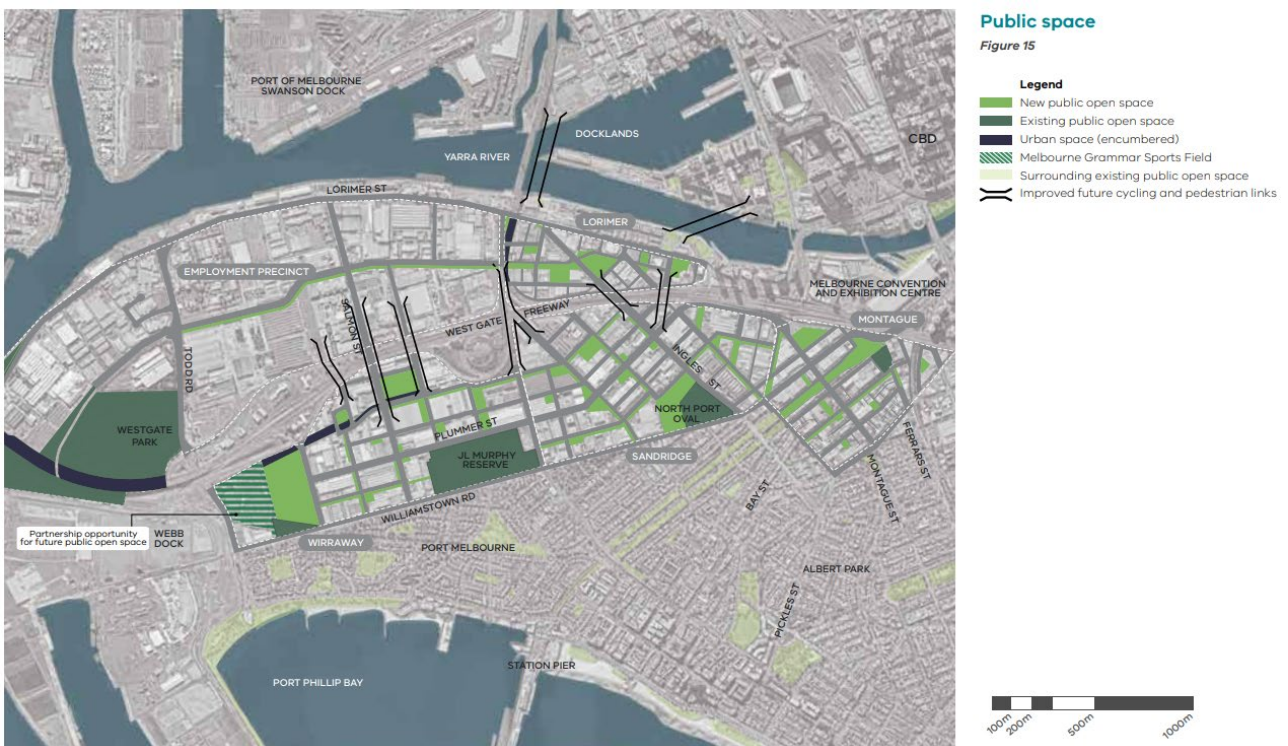 Public space
Figure 15
Legend
New public open space
Existing public open space
Urban space (encumbered)
Melbourne Grammar Sports Field
Surrounding existing public open space
Improved future cycling and pedestrian links
PORT OF MELBOURNE
SWANSON DOCK
DOCKLANDS
CBD
YARRA RIVER
LORIMER ST
LORIMER
EMPLOYMENT PRECINCT
MELBOURNE CONVENTION
AND EXHIBITION CENTRE
MONTAGUE
SALMON ST
WEST GATE
FREEWAY
TODD RD
INGLES ST
NORTH PORT
OVAL
WESTGATE
PARK
PLUMMER ST
JL MURPHY
RESERVE
SANDRIDGE
FERRARS ST
MONTAGUE ST
BAY ST
WILLIAMSTOWN RD
Partnership opportunity
for future public open space
WEBB
DOCK
WIRRAWAY
PORT MELBOURNE
ALBERT PARK
PICKLES ST
STATION PIER
PORT PHILLIP BAY
100m
200m
500m
1000m